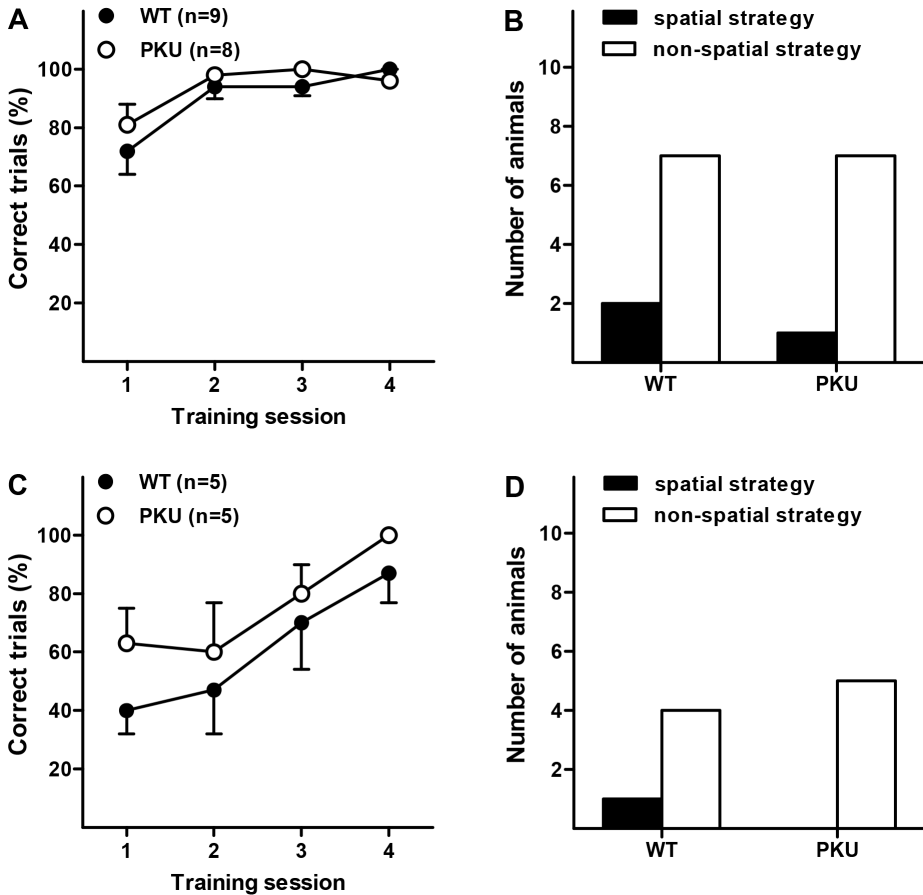 A
WT (n=9)
PKU (n=8)
Correct trials (%)
100
80
60
40
20
1 2 3 4
Training session
B
spatial strategy
non-spatial strategy
Number of animals
10
8
6
4
2
WT PKU
C
WT (n=5)
PKU (n=5)
Correct trials (%)
100
80
60
40
20
1 2 3 4
Training session
D
spatial strategy
non-spatial strategy
Number of animals
10
8
6
4
2
WT PKU